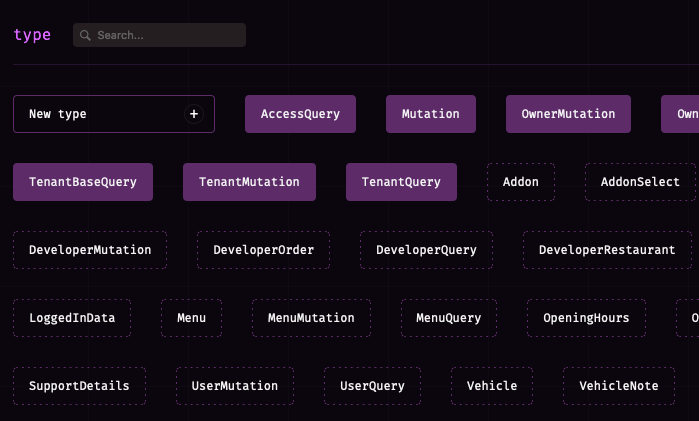 type Search...
New type + AccessQuery Mutation OwnerMutation Own
TenantBaseQuery TenantMutation TenantQuery Addon AddonSelect
DeveloperMutation DeveloperOrder DeveloperQuery DeveloperRestaurant
LoggedInData Menu MenuMutation MenuQuery OpeningHours O
SupportDetails UserMutation UserQuery Vehicle VehicleNote